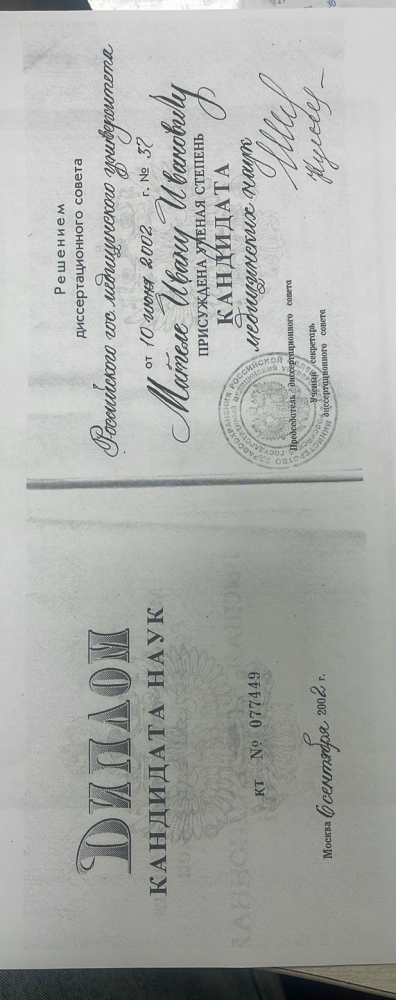 ДИПЛОМ
КАНДИДАТА НАУК
КТ № 077449
Москва 6 сентября 2002 г.
Решением
диссертационного совета
Российского гос медицинского университета
от 10 июня 2002 г. № 37
Мателе Ивану Ивановичу
ПРИСУЖДЕНА УЧЕНАЯ СТЕПЕНЬ
КАНДИДАТА
медицинских наук
Председатель диссертационного совета
Ученый секретарь
диссертационного совета